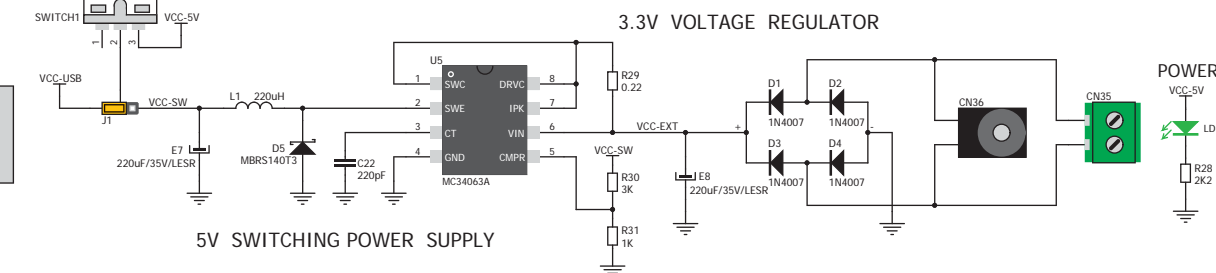 3.3V VOLTAGE REGULATOR
SWITCH1
VCC-5V
1
2
3
VCC-USB
J1
VCC-SW
L1 220uH
E7
220uF/35V/LESR
D5
MBRS140T3
C22
220pF
U5
1 SWC DRVC 8
2 SWE IPK 7
3 CT VIN 6
4 GND CMPR 5
MC34063A
R29
0.22
VCC-EXT
VCC-SW
R30
3K
R31
1K
E8
220uF/35V/LESR
+
-
D1
1N4007
D2
1N4007
D3
1N4007
D4
1N4007
CN36
CN35
POWER
VCC-5V
LD
R28
2K2
5V SWITCHING POWER SUPPLY